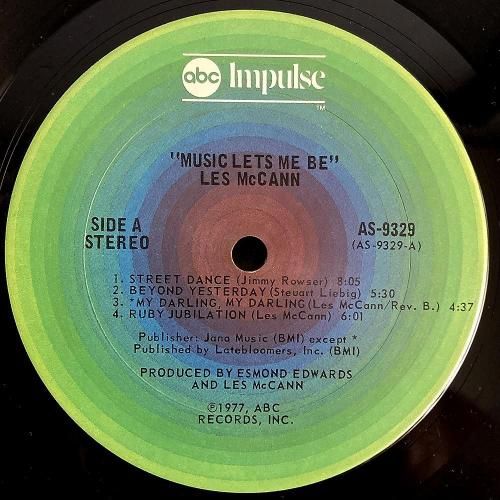 abc Impulse
TM
"MUSIC LETS ME BE"
LES McCANN
SIDE A
STEREO
AS-9329
(AS-9329-A)
1. STREET DANCE (Jimmy Rowser) 8:05
2. BEYOND YESTERDAY (Steuart Liebig) 5:30
3. *MY DARLING, MY DARLING (Les McCann/Rev. B.) 4:37
4. RUBY JUBILATION (Les McCann) 6:01
Publisher: Jana Music (BMI) except *
Published by Latebloomers, Inc. (BMI)
PRODUCED BY ESMOND EDWARDS
AND LES McCANN
℗1977, ABC
RECORDS, INC.